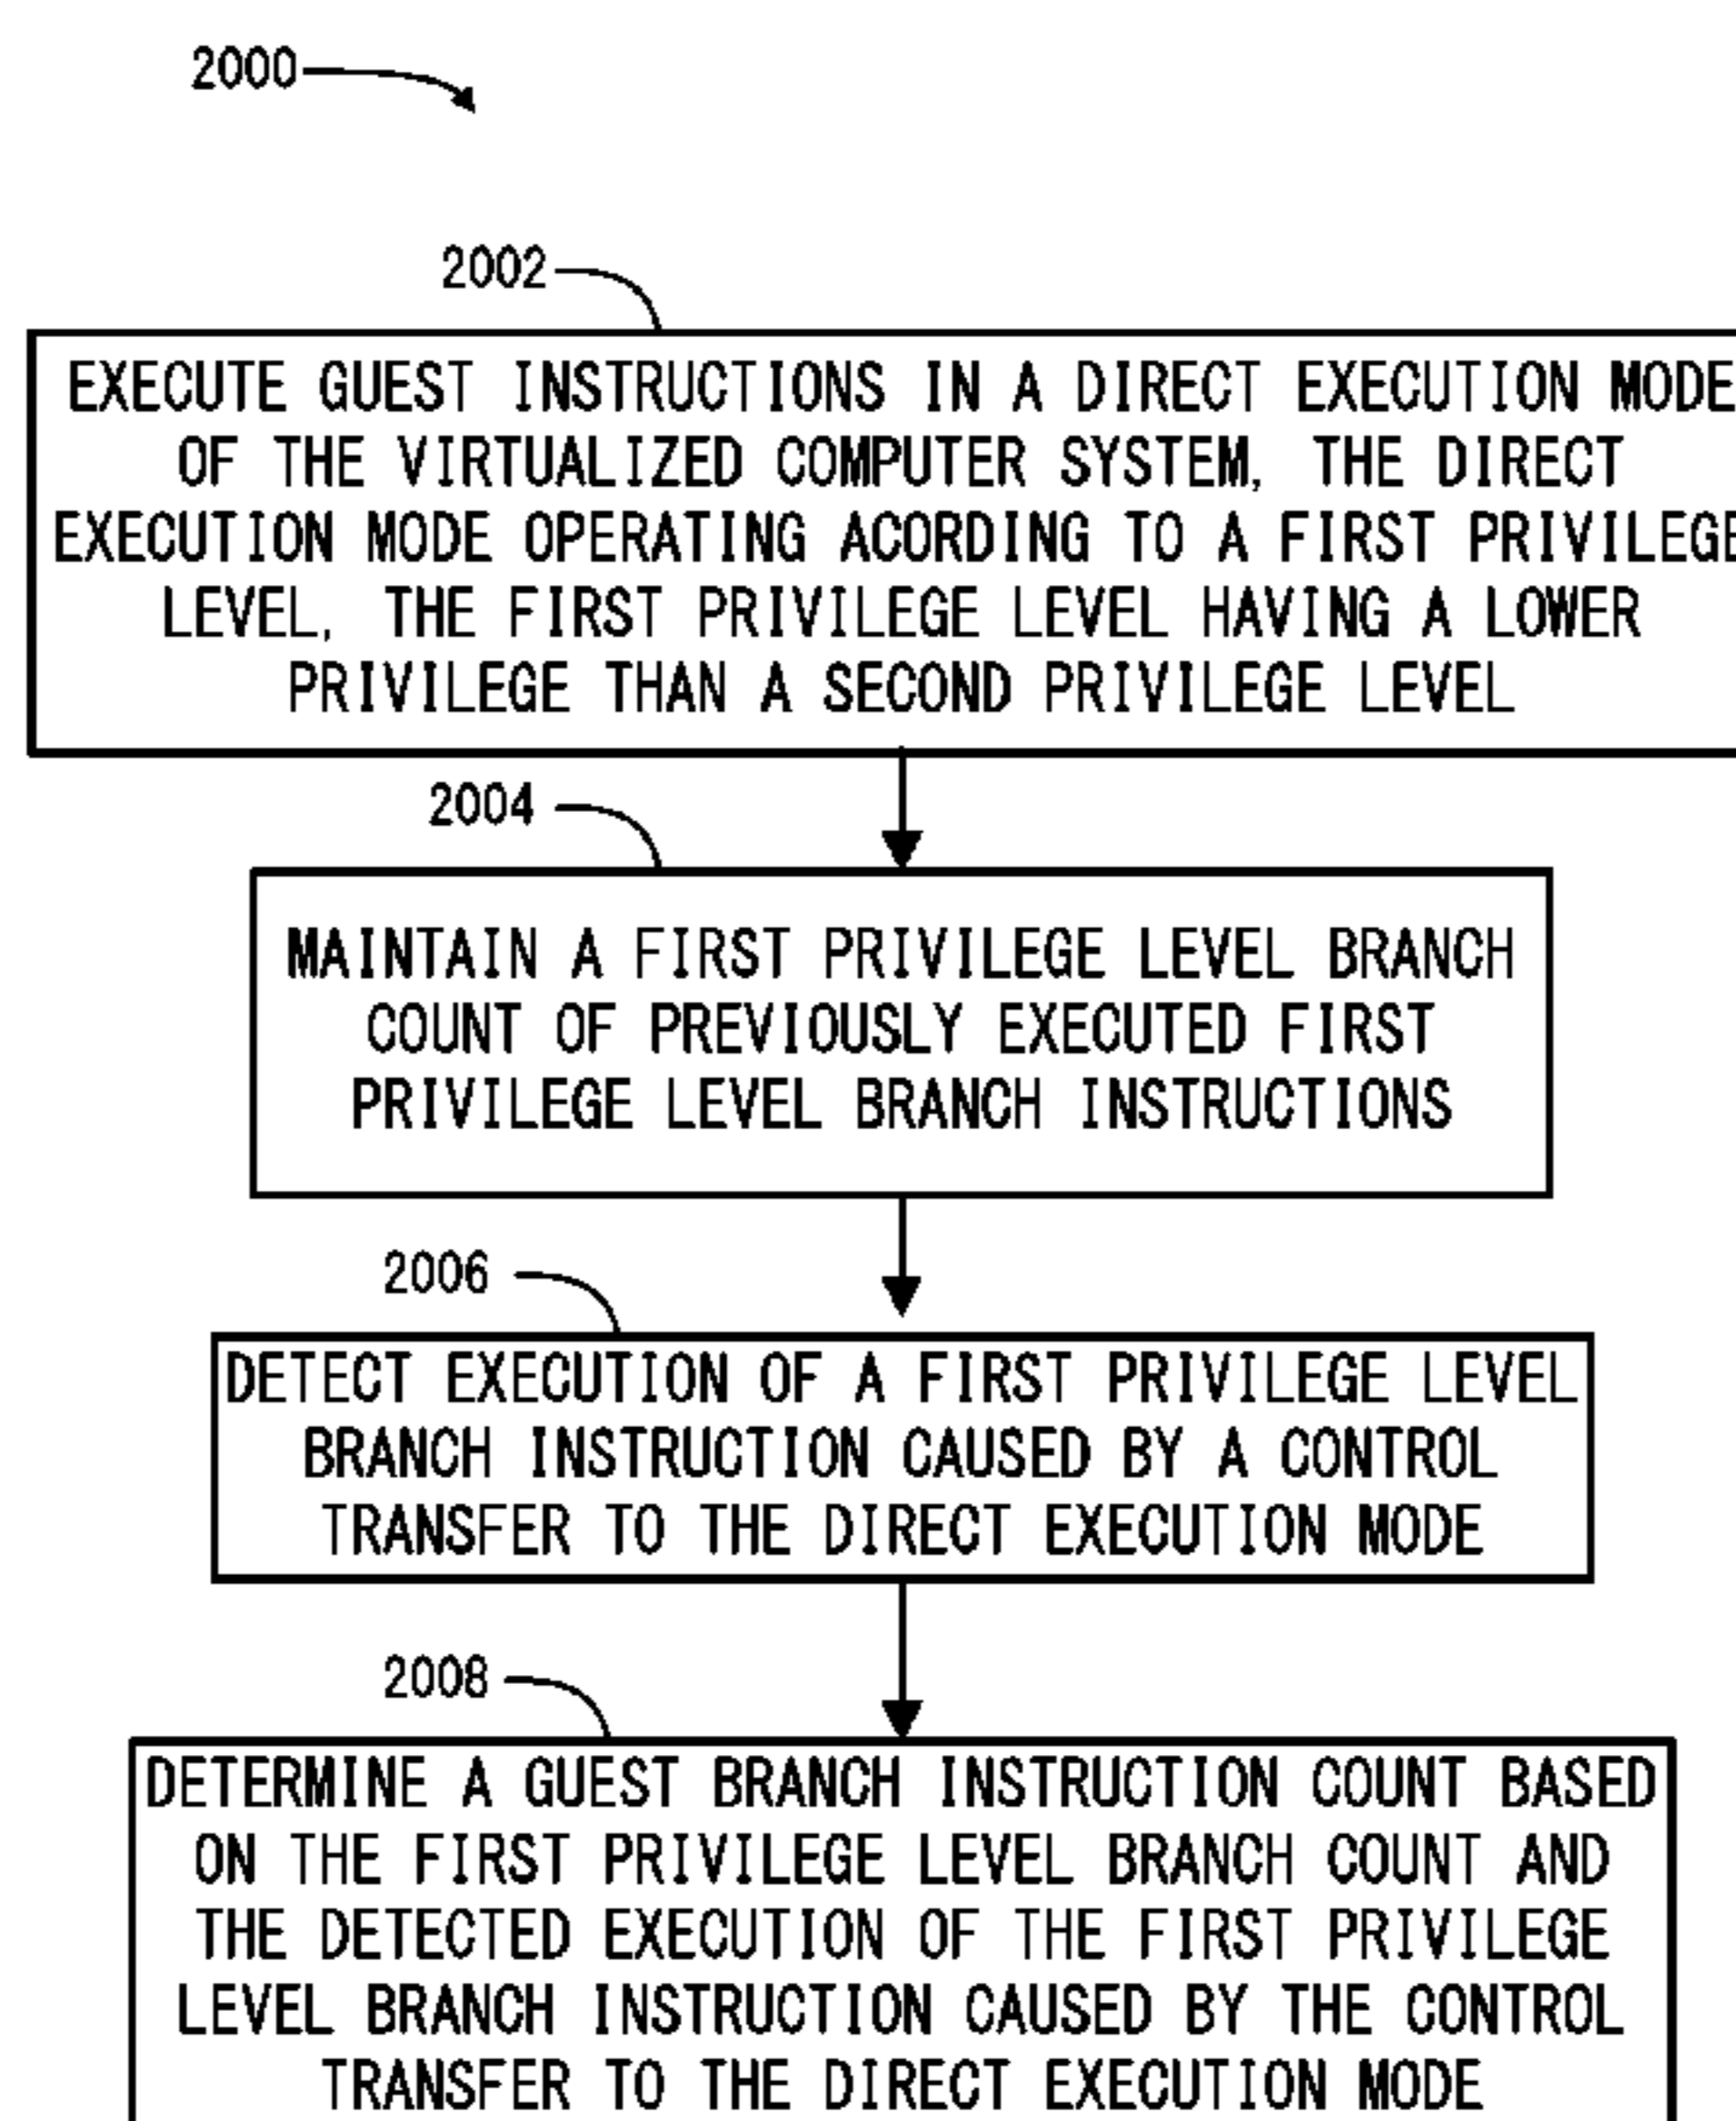 2000
2002
EXECUTE GUEST INSTRUCTIONS IN A DIRECT EXECUTION MODE
OF THE VIRTUALIZED COMPUTER SYSTEM, THE DIRECT
EXECUTION MODE OPERATING ACORDING TO A FIRST PRIVILEGE
LEVEL, THE FIRST PRIVILEGE LEVEL HAVING A LOWER
PRIVILEGE THAN A SECOND PRIVILEGE LEVEL
2004
MAINTAIN A FIRST PRIVILEGE LEVEL BRANCH
COUNT OF PREVIOUSLY EXECUTED FIRST
PRIVILEGE LEVEL BRANCH INSTRUCTIONS
2006
DETECT EXECUTION OF A FIRST PRIVILEGE LEVEL
BRANCH INSTRUCTION CAUSED BY A CONTROL
TRANSFER TO THE DIRECT EXECUTION MODE
2008
DETERMINE A GUEST BRANCH INSTRUCTION COUNT BASED
ON THE FIRST PRIVILEGE LEVEL BRANCH COUNT AND
THE DETECTED EXECUTION OF THE FIRST PRIVILEGE
LEVEL BRANCH INSTRUCTION CAUSED BY THE CONTROL
TRANSFER TO THE DIRECT EXECUTION MODE